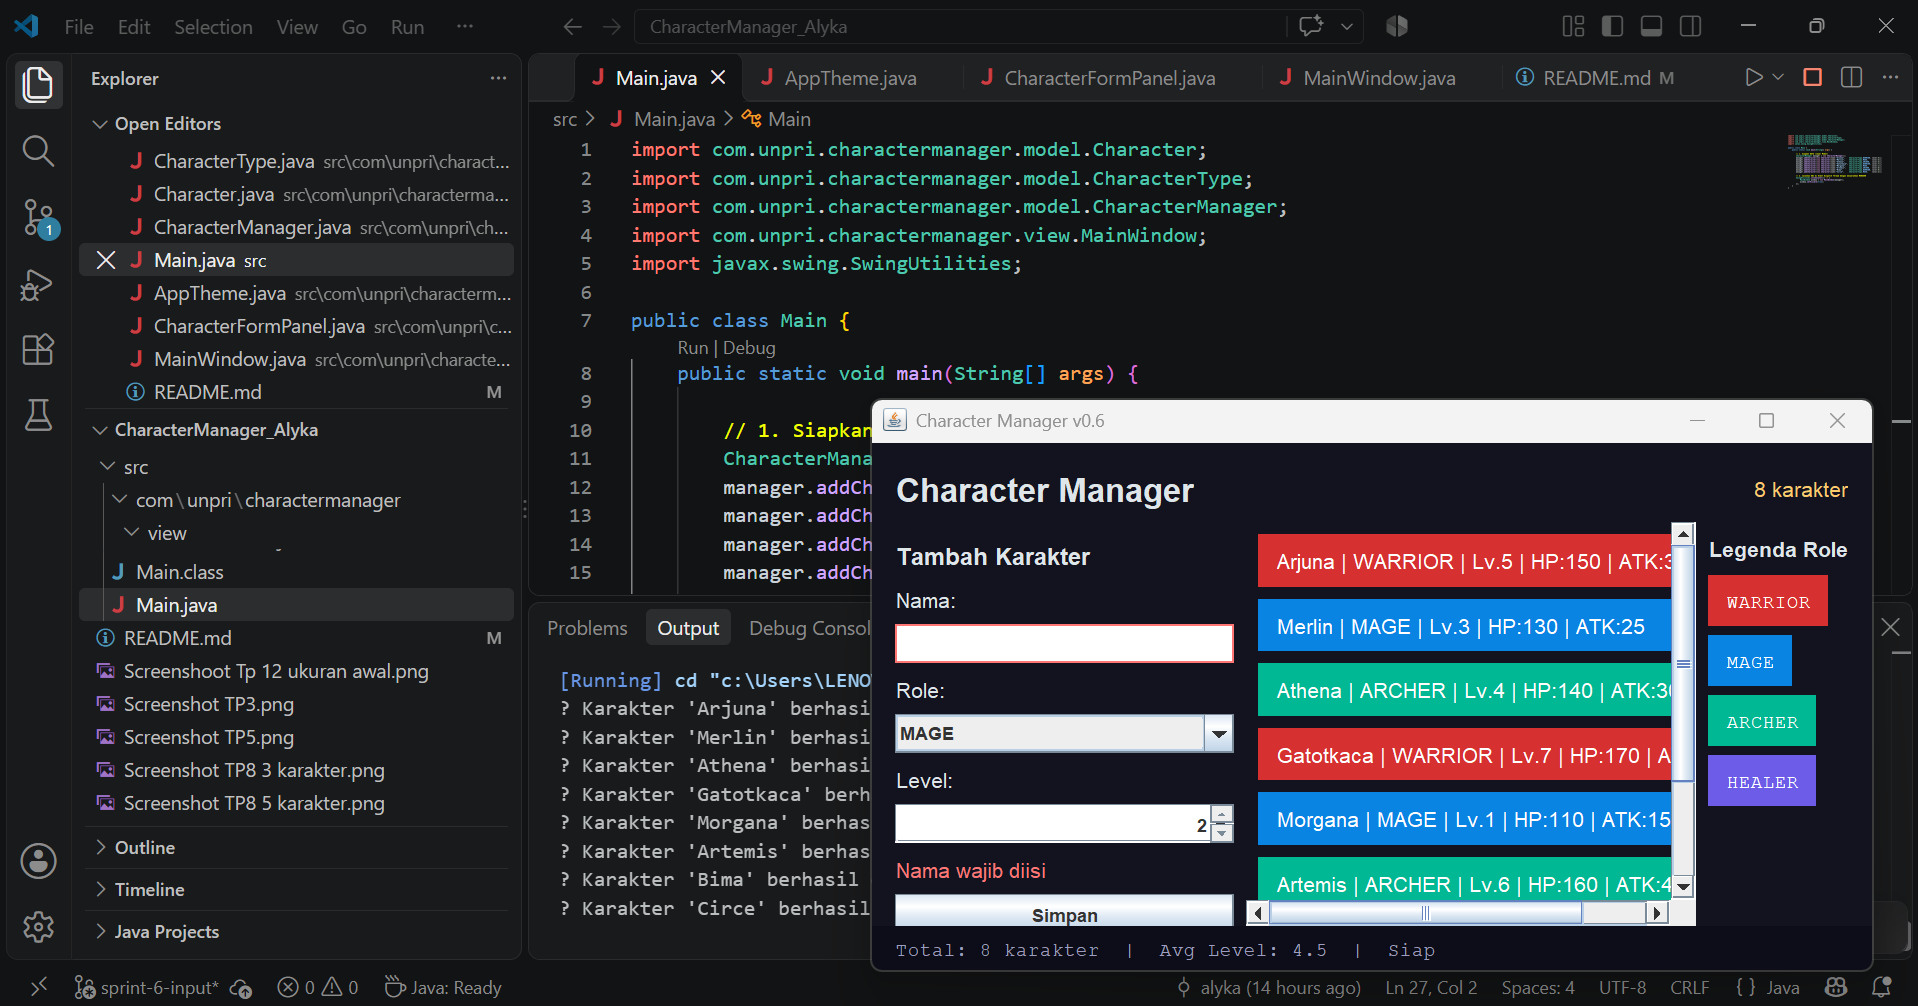 File Edit Selection View Go Run ···
CharacterManager_Alyka
Explorer
Open Editors
CharacterType.java src\com\unpri\charact...
Character.java src\com\unpri\characterma...
CharacterManager.java src\com\unpri\ch...
Main.java src
AppTheme.java src\com\unpri\characterm...
CharacterFormPanel.java src\com\unpri\c...
MainWindow.java src\com\unpri\characte...
README.md M
CharacterManager_Alyka
src
com\unpri\charactermanager
view
Main.class
Main.java
README.md M
Screenshoot Tp 12 ukuran awal.png
Screenshot TP3.png
Screenshot TP5.png
Screenshot TP8 3 karakter.png
Screenshot TP8 5 karakter.png
Outline
Timeline
Java Projects
1
Main.java AppTheme.java CharacterFormPanel.java MainWindow.java README.md M
src > Main.java > Main
1 import com.unpri.charactermanager.model.Character;
2 import com.unpri.charactermanager.model.CharacterType;
3 import com.unpri.charactermanager.model.CharacterManager;
4 import com.unpri.charactermanager.view.MainWindow;
5 import javax.swing.SwingUtilities;
6
7 public class Main {
Run | Debug
8 public static void main(String[] args) {
9
10 // 1. Siapkan
11 CharacterMana
12 manager.addCh
13 manager.addCh
14 manager.addCh
15 manager.addCh
Problems Output Debug Consol
[Running] cd "c:\Users\LENO
? Karakter 'Arjuna' berhasi
? Karakter 'Merlin' berhasi
? Karakter 'Athena' berhasi
? Karakter 'Gatotkaca' berh
? Karakter 'Morgana' berhas
? Karakter 'Artemis' berhas
? Karakter 'Bima' berhasil
? Karakter 'Circe' berhasil
Character Manager v0.6
Character Manager
8 karakter
Tambah Karakter
Nama:
Role:
MAGE
Level:
2
Nama wajib diisi
Simpan
Arjuna | WARRIOR | Lv.5 | HP:150 | ATK:3
Merlin | MAGE | Lv.3 | HP:130 | ATK:25
Athena | ARCHER | Lv.4 | HP:140 | ATK:30
Gatotkaca | WARRIOR | Lv.7 | HP:170 | A
Morgana | MAGE | Lv.1 | HP:110 | ATK:15
Artemis | ARCHER | Lv.6 | HP:160 | ATK:4
Legenda Role
WARRIOR
MAGE
ARCHER
HEALER
Total: 8 karakter | Avg Level: 4.5 | Siap
sprint-6-input* 0 0 Java: Ready alyka (14 hours ago) Ln 27, Col 2 Spaces: 4 UTF-8 CRLF { } Java